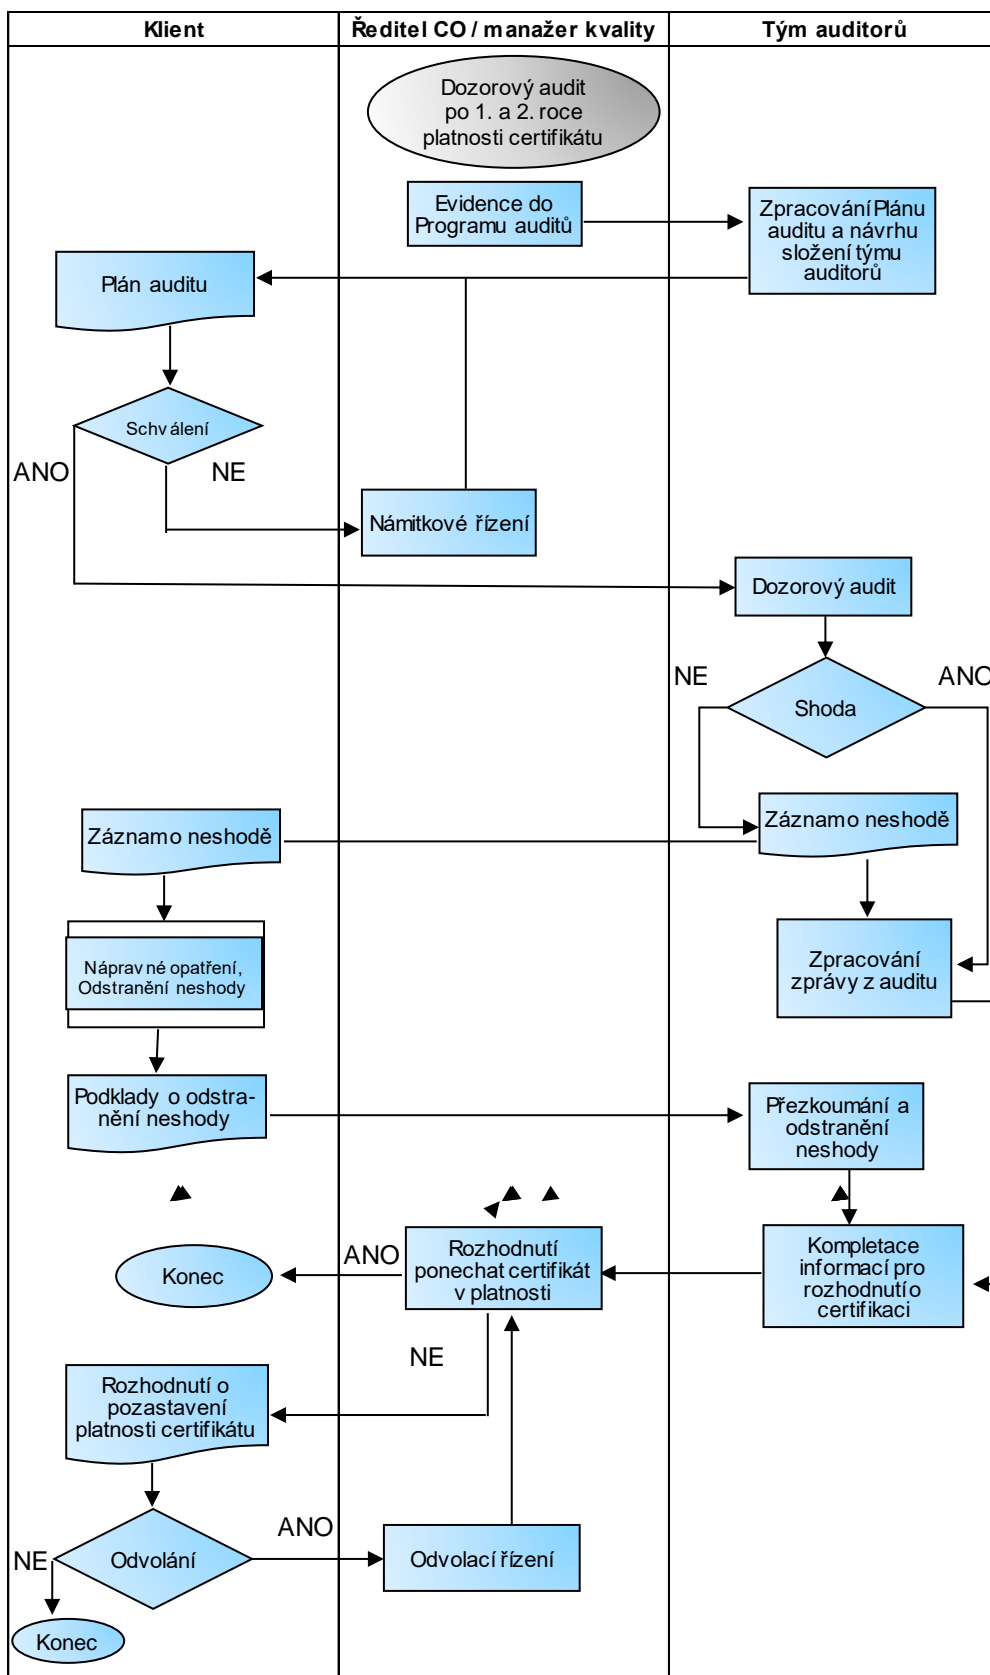 Klient
Ředitel CO / manažer kvality
Tým auditorů
Dozorový audit
po 1. a 2. roce
platnosti certifikátu
Evidence do
Programu auditů
Zpracování Plánu
auditu a návrhu
složení týmu
auditorů
Plán auditu
Schválení
ANO
NE
Námitkové řízení
Dozorový audit
NE
ANO
Shoda
Záznamo neshodě
Záznamo neshodě
Nápravné opatření,
Odstranění neshody
Zpracování
zprávy z auditu
Podklady o odstra-
nění neshody
Přezkoumání a
odstranění
neshody
Konec
ANO
Rozhodnutí
ponechat certifikát
v platnosti
Kompletace
informací pro
rozhodnutí o
certifikaci
NE
Rozhodnutí o
pozastavení
platnosti certifikátu
ANO
NE
Odvolání
Odvolací řízení
Konec